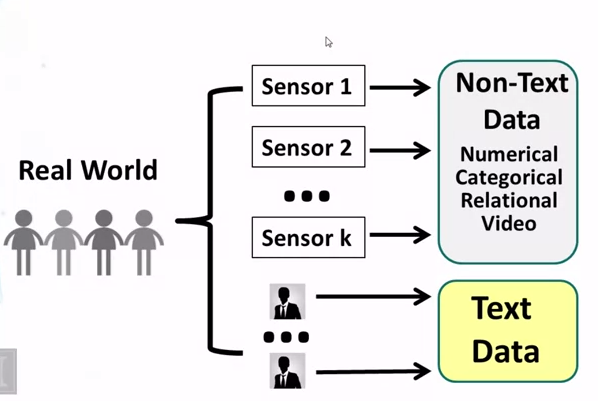 Real World
Sensor 1
Sensor 2
Sensor k
Non-Text
Data
Numerical
Categorical
Relational
Video
Text
Data